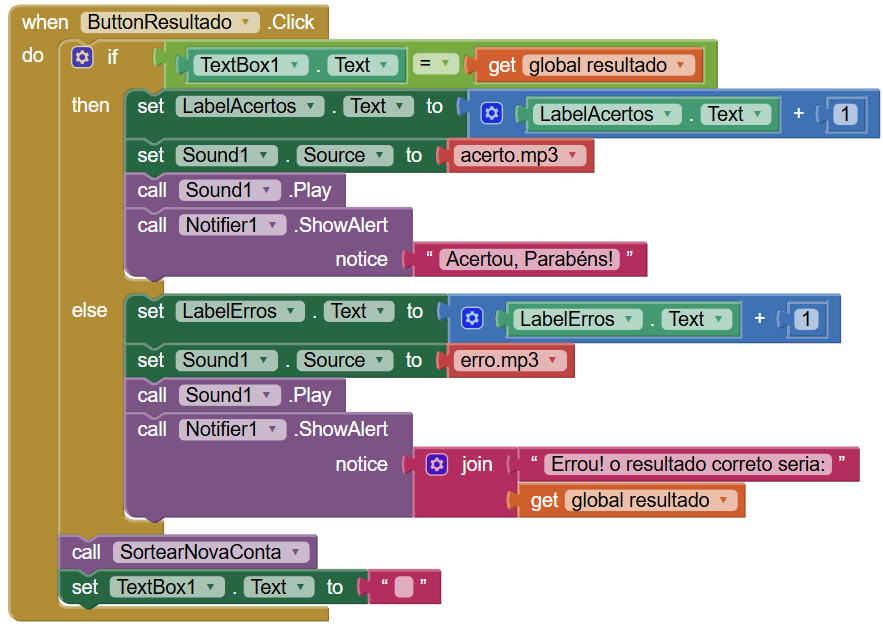 when ButtonResultado .Click
do if TextBox1 . Text = get global resultado
then set LabelAcertos . Text to LabelAcertos . Text + 1
set Sound1 . Source to acerto.mp3
call Sound1 .Play
call Notifier1 .ShowAlert
notice “ Acertou, Parabéns! ”
else set LabelErros . Text to LabelErros . Text + 1
set Sound1 . Source to erro.mp3
call Sound1 .Play
call Notifier1 .ShowAlert
notice join “ Errou! o resultado correto seria: ”
get global resultado
call SortearNovaConta
set TextBox1 . Text to “ ”